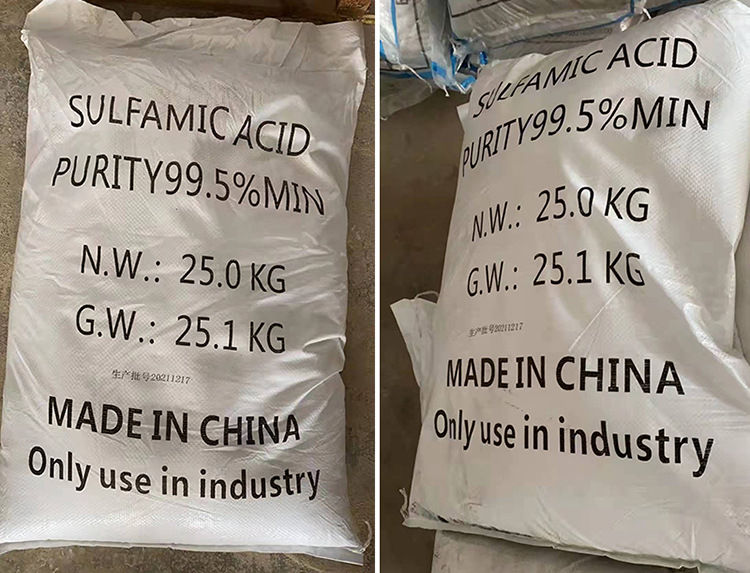 SULFAMIC ACID
PURITY99.5%MIN
N.W.: 25.0 KG
G.W.: 25.1 KG
生产批号20211217
MADE IN CHINA
Only use in industry
SULFAMIC ACID
PURITY99.5%MIN
N.W.: 25.0 KG
G.W.: 25.1 KG
生产批号20211217
MADE IN CHINA
Only use in industry